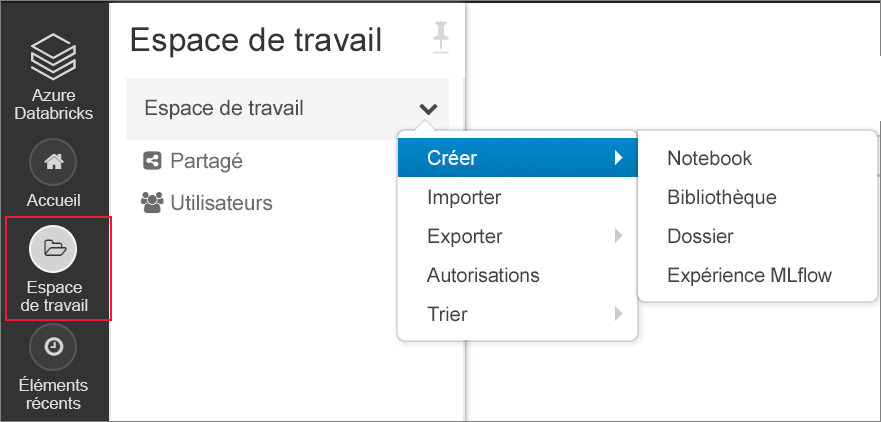 Azure
Databricks
Accueil
Espace
de travail
Éléments
récents
Espace de travail
Espace de travail
Partagé
Utilisateurs
Créer
Importer
Exporter
Autorisations
Trier
Notebook
Bibliothèque
Dossier
Expérience MLflow